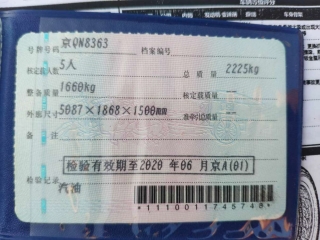 号牌号码 京QN8363 档案编号
核定载人数 5人 总质量 2225kg
整备质量 1660kg 核定载质量 --
外廓尺寸 5087×1868×1500mm 准牵引总质量 --
备注
检验有效期至2020年06月京A(01)
检验记录 汽油
*1110011745748*